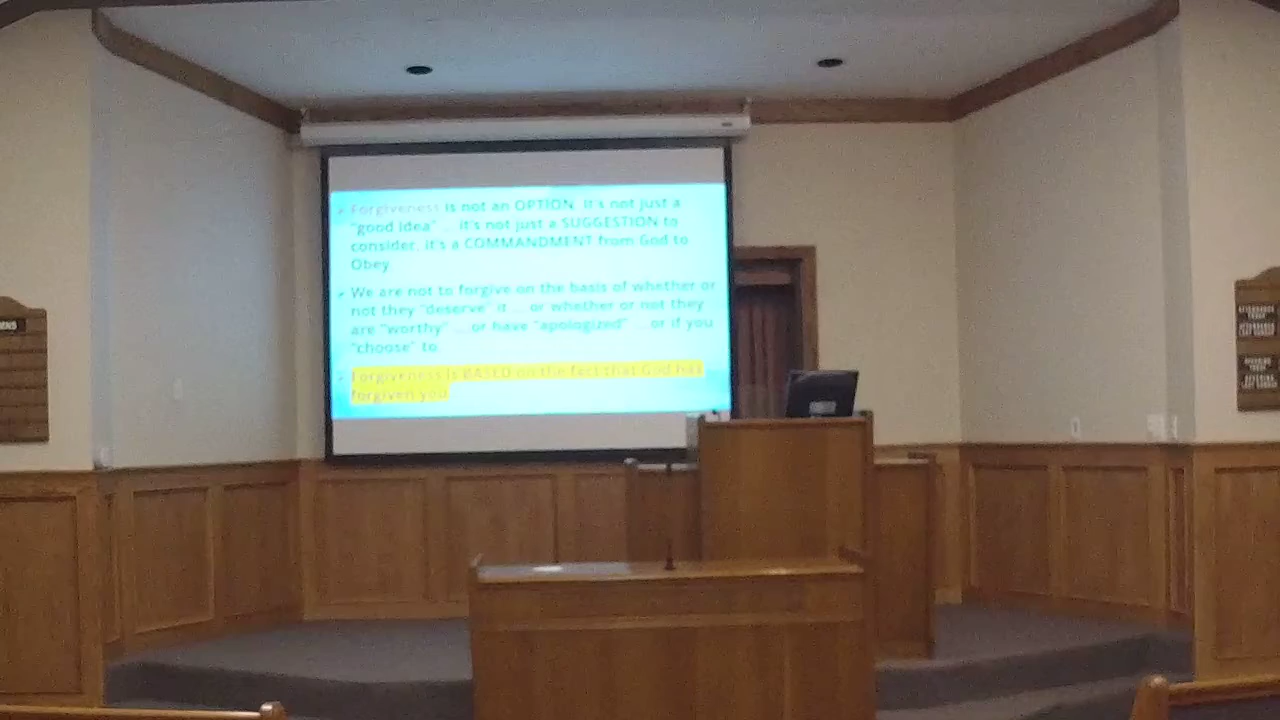 Forgiveness is not an OPTION. It's not just a
"good idea" ... it's not just a SUGGESTION to
consider, it's a COMMANDMENT from God to
Obey
We are not to forgive on the basis of whether or
not they "deserve" it ... or whether or not they
are "worthy" ... or have "apologized" ... or if you
"choose" to
Forgiveness is BASED on the fact that God has
forgiven you